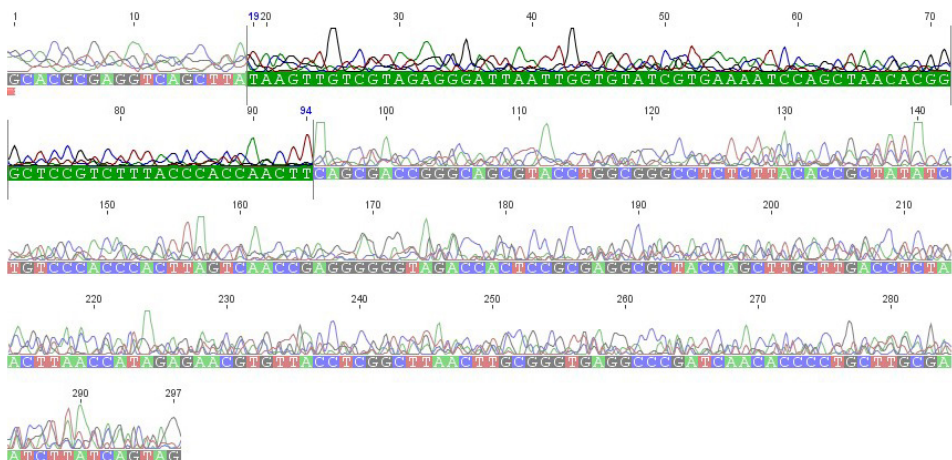 1 10 19 20 30 40 50 60 70
GCACGCGAGGTCAGCTTATAAGTTGTCGTAGAGGGATTAATTGGTGTATCGTGAAAATCCAGCTAACACGG
80 90 94 100 110 120 130 140
GCTCCGTCTTTACCCACCAACTTCAGCGACCGGGCAGCGTACCTGGCGGGCCTCTCTTACACCGCTATATC
150 160 170 180 190 200 210
TGTCCCACCCACTTAGTCAACCGAGGGGGGTAGACCACTCCGCGAGGCGCTACCAGCTTGCTTGACCTCTA
220 230 240 250 260 270 280
ACTTAACCATAGAGAACGTGTTACCTCGGCTTAACTTGCGGGTGAGGCCCGATCAACACCCCTGCTTGCGA
290 297
ATCTTATCAGTAG